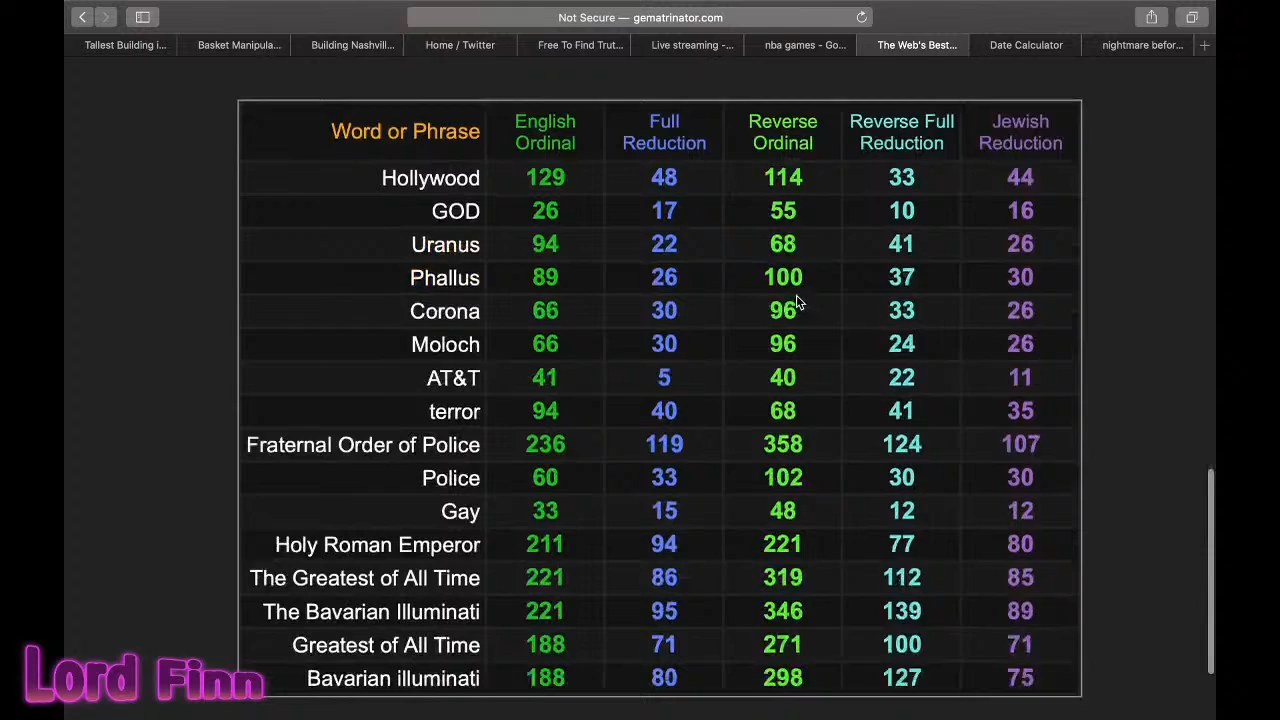 Not Secure — gematrinator.com
Tallest Building i... Basket Manipula... Building Nashvill... Home / Twitter Free To Find Trut... Live streaming -... nba games - Go... The Web's Best... Date Calculator nightmare befor...
Word or Phrase English Ordinal Full Reduction Reverse Ordinal Reverse Full Reduction Jewish Reduction
Hollywood 129 48 114 33 44
GOD 26 17 55 10 16
Uranus 94 22 68 41 26
Phallus 89 26 100 37 30
Corona 66 30 96 33 26
Moloch 66 30 96 24 26
AT&T 41 5 40 22 11
terror 94 40 68 41 35
Fraternal Order of Police 236 119 358 124 107
Police 60 33 102 30 30
Gay 33 15 48 12 12
Holy Roman Emperor 211 94 221 77 80
The Greatest of All Time 221 86 319 112 85
The Bavarian Illuminati 221 95 346 139 89
Greatest of All Time 188 71 271 100 71
Bavarian illuminati 188 80 298 127 75
Lord Finn